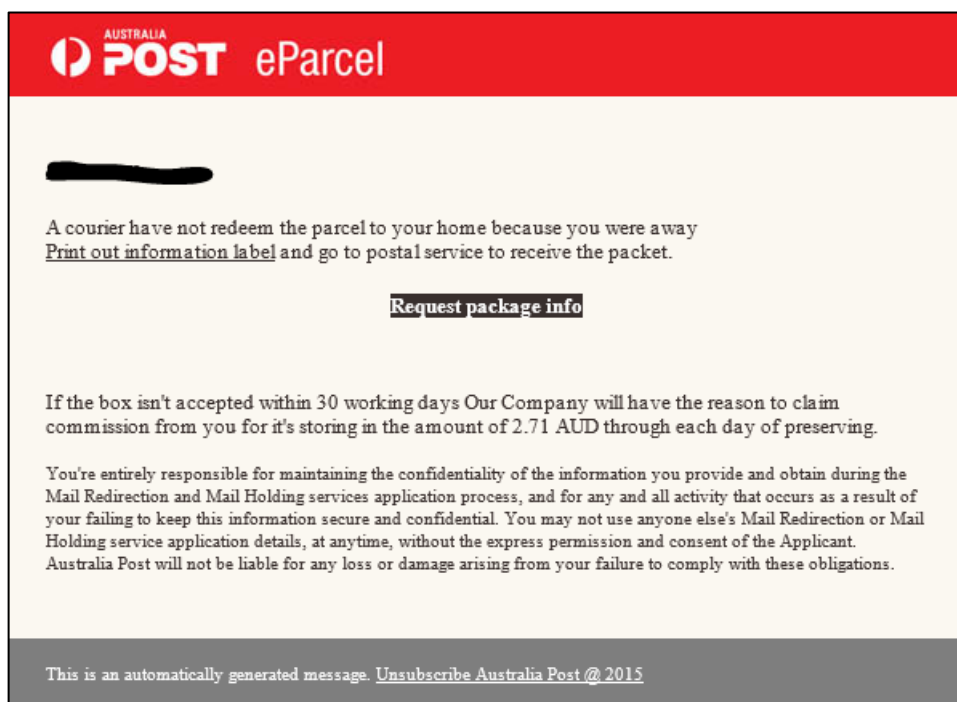 AUSTRALIA
POST eParcel
A courier have not redeem the parcel to your home because you were away
Print out information label and go to postal service to receive the packet.
Request package info
If the box isn't accepted within 30 working days Our Company will have the reason to claim
commission from you for it's storing in the amount of 2.71 AUD through each day of preserving.
You're entirely responsible for maintaining the confidentiality of the information you provide and obtain during the
Mail Redirection and Mail Holding services application process, and for any and all activity that occurs as a result of
your failing to keep this information secure and confidential. You may not use anyone else's Mail Redirection or Mail
Holding service application details, at anytime, without the express permission and consent of the Applicant.
Australia Post will not be liable for any loss or damage arising from your failure to comply with these obligations.
This is an automatically generated message. Unsubscribe Australia Post @ 2015